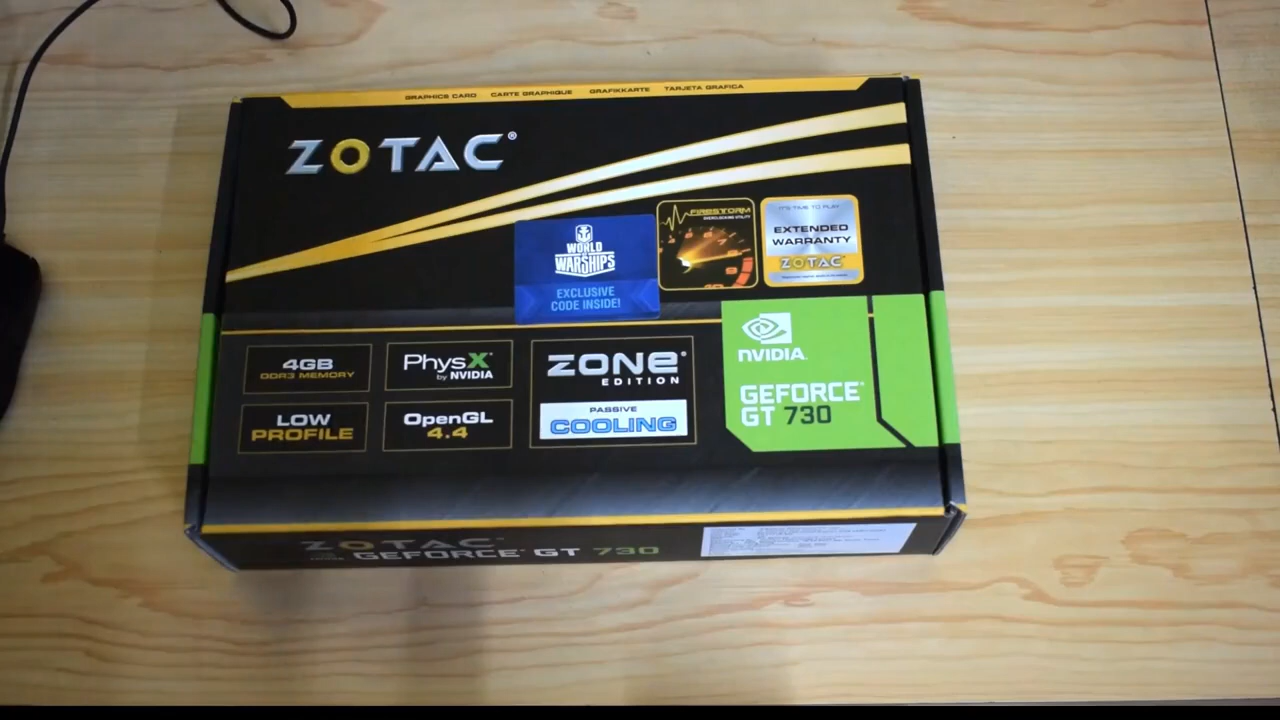 GRAPHICS CARD CARTE GRAPHIQUE GRAFIKKARTE TARJETA GRAFICA
ZOTAC®
FIRESTORM
OVERCLOCKING UTILITY
IT'S TIME TO PLAY
EXTENDED
WARRANTY
ZOTAC
WORLD
OF
WARSHIPS
EXCLUSIVE
CODE INSIDE!
4GB
DDR3 MEMORY
PhysX®
by NVIDIA
LOW
PROFILE
OpenGL
4.4
ZONE®
EDITION
PASSIVE
COOLING
NVIDIA.
GEFORCE®
GT 730
ZOTAC
GEFORCE® GT 730